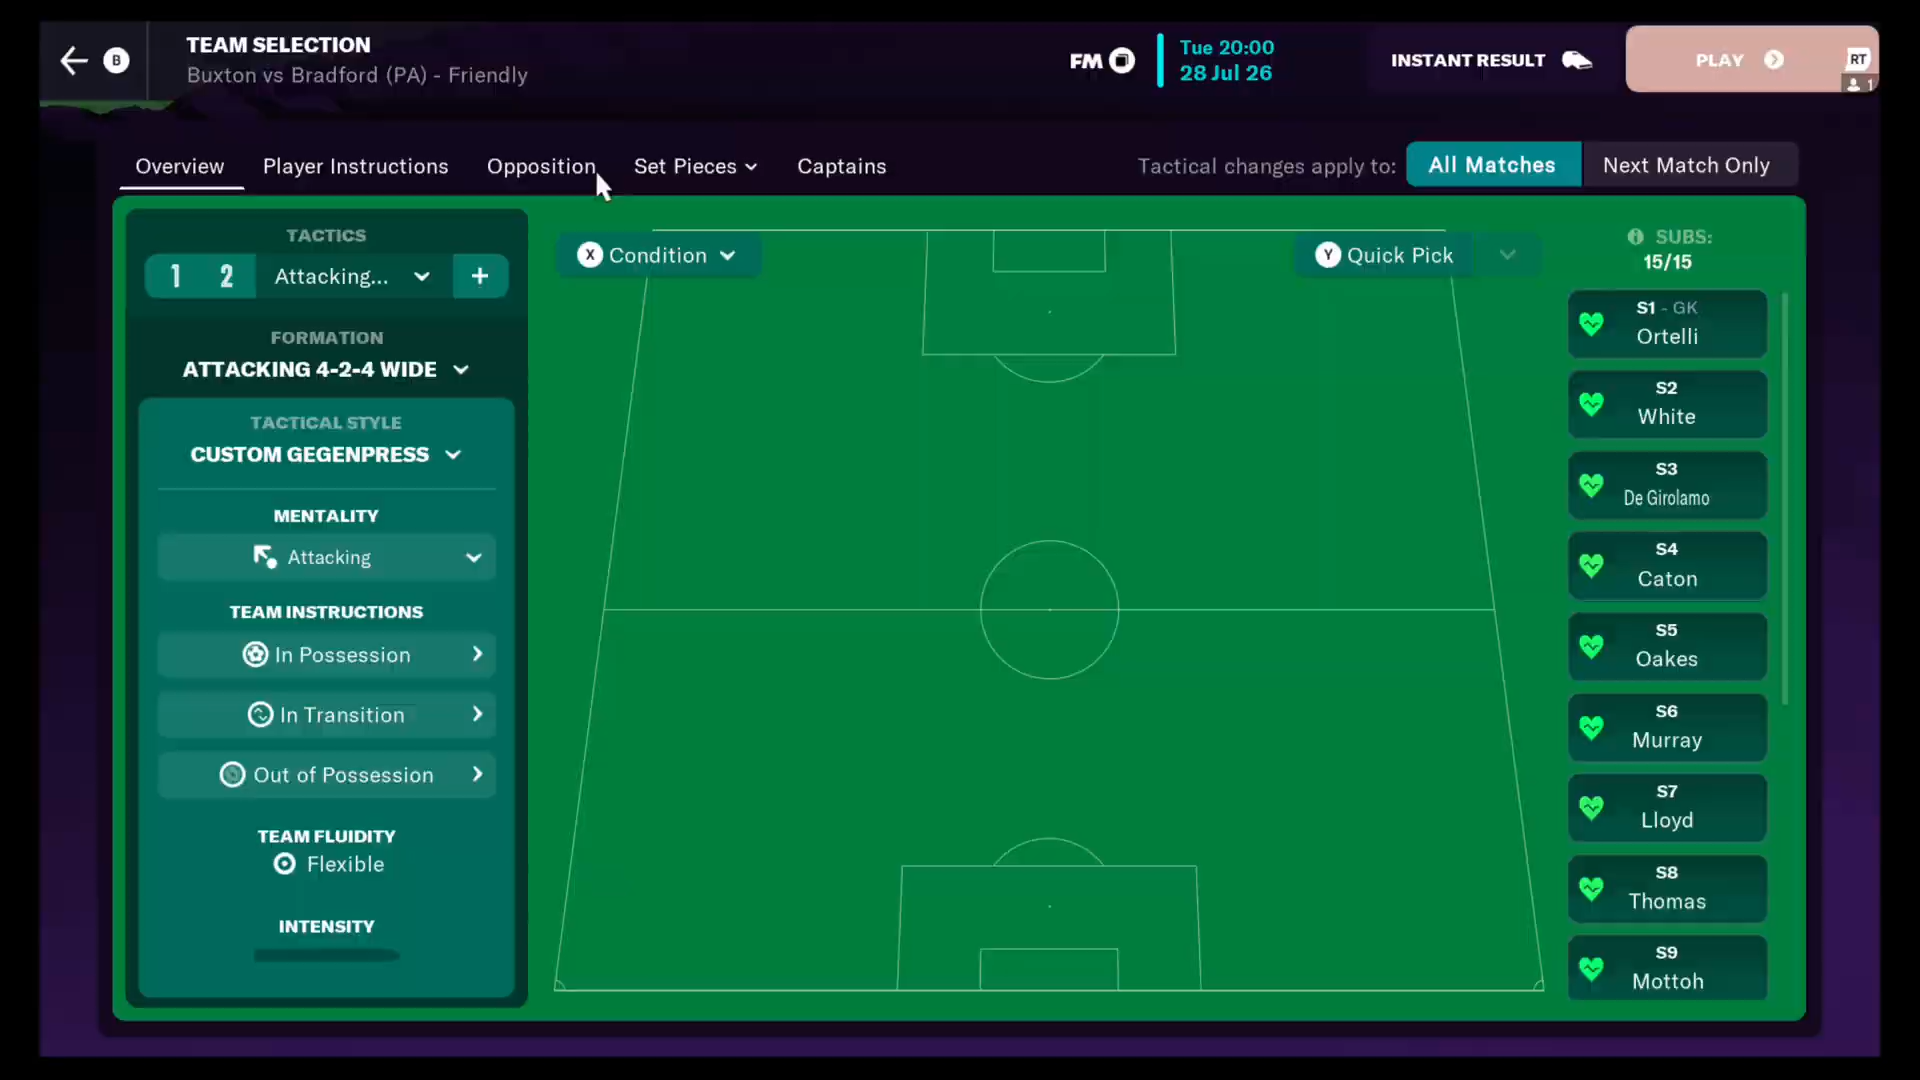 B
TEAM SELECTION
Buxton vs Bradford (PA) - Friendly
FM
Tue 20:00
28 Jul 26
INSTANT RESULT
PLAY
RT
1
Overview
Player Instructions
Opposition
Set Pieces
Captains
Tactical changes apply to:
All Matches
Next Match Only
TACTICS
1 2 Attacking... +
FORMATION
ATTACKING 4-2-4 WIDE
TACTICAL STYLE
CUSTOM GEGENPRESS
MENTALITY
Attacking
TEAM INSTRUCTIONS
In Possession
In Transition
Out of Possession
TEAM FLUIDITY
Flexible
INTENSITY
X Condition
Y Quick Pick
SUBS:
15/15
S1 - GK
Ortelli
S2
White
S3
De Girolamo
S4
Caton
S5
Oakes
S6
Murray
S7
Lloyd
S8
Thomas
S9
Mottoh